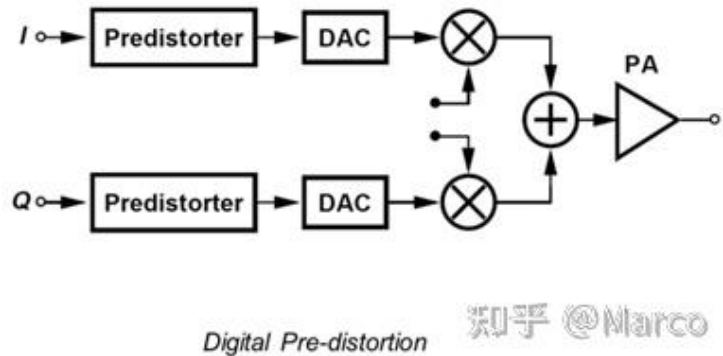 I
Predistorter
DAC
PA
Q
Predistorter
DAC
Digital Pre-distortion
知乎 @Marco